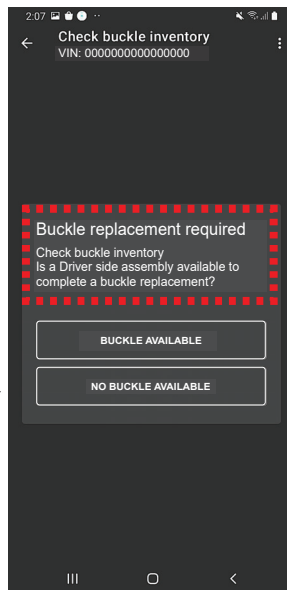 2:07
Check buckle inventory
VIN: 0000000000000000
Buckle replacement required
Check buckle inventory
Is a Driver side assembly available to
complete a buckle replacement?
BUCKLE AVAILABLE
NO BUCKLE AVAILABLE